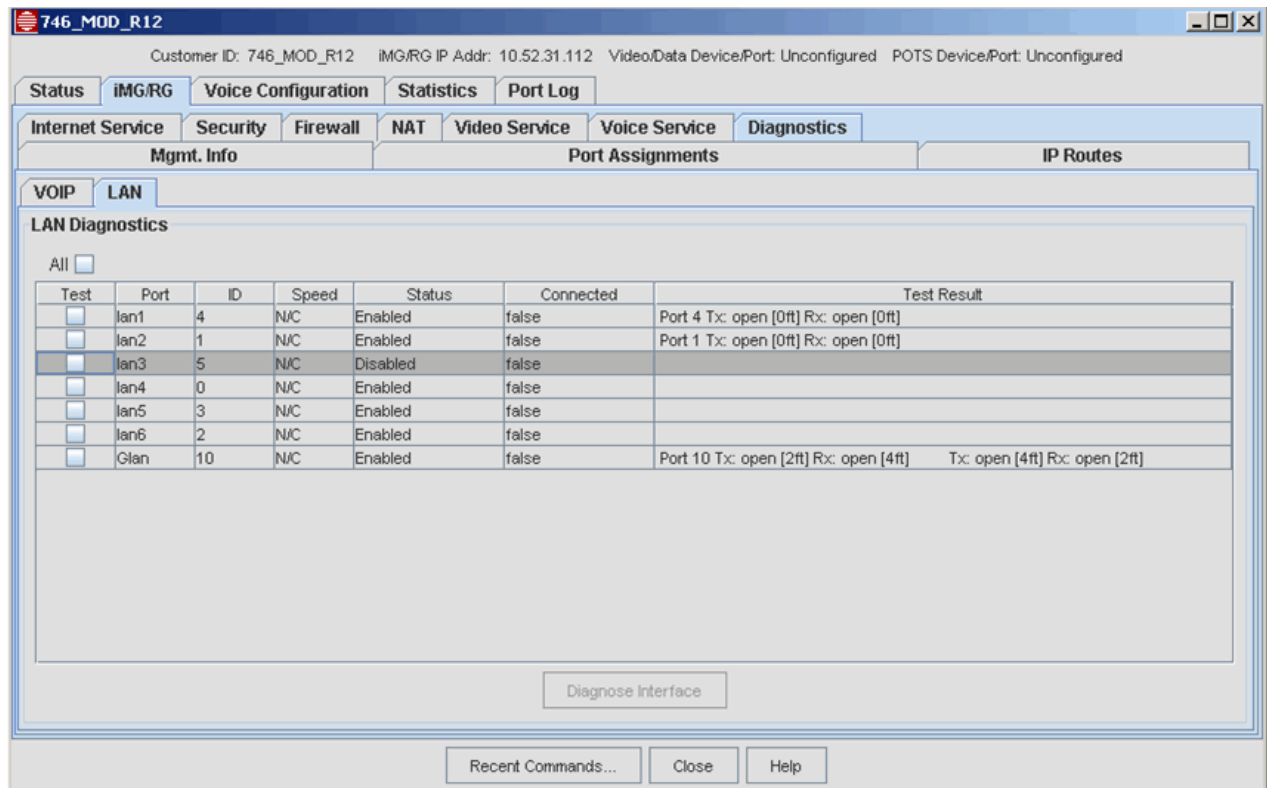 746_MOD_R12
Customer ID: 746_MOD_R12 iMG/RG IP Addr: 10.52.31.112 Video/Data Device/Port: Unconfigured POTS Device/Port: Unconfigured
Status iMG/RG Voice Configuration Statistics Port Log
Internet Service Security Firewall NAT Video Service Voice Service Diagnostics
Mgmt. Info Port Assignments IP Routes
VOIP LAN
LAN Diagnostics
All
Test Port ID Speed Status Connected Test Result
lan1 4 N/C Enabled false Port 4 Tx: open [0ft] Rx: open [0ft]
lan2 1 N/C Enabled false Port 1 Tx: open [0ft] Rx: open [0ft]
lan3 5 N/C Disabled false
lan4 0 N/C Enabled false
lan5 3 N/C Enabled false
lan6 2 N/C Enabled false
Glan 10 N/C Enabled false Port 10 Tx: open [2ft] Rx: open [4ft] Tx: open [4ft] Rx: open [2ft]
Diagnose Interface
Recent Commands... Close Help